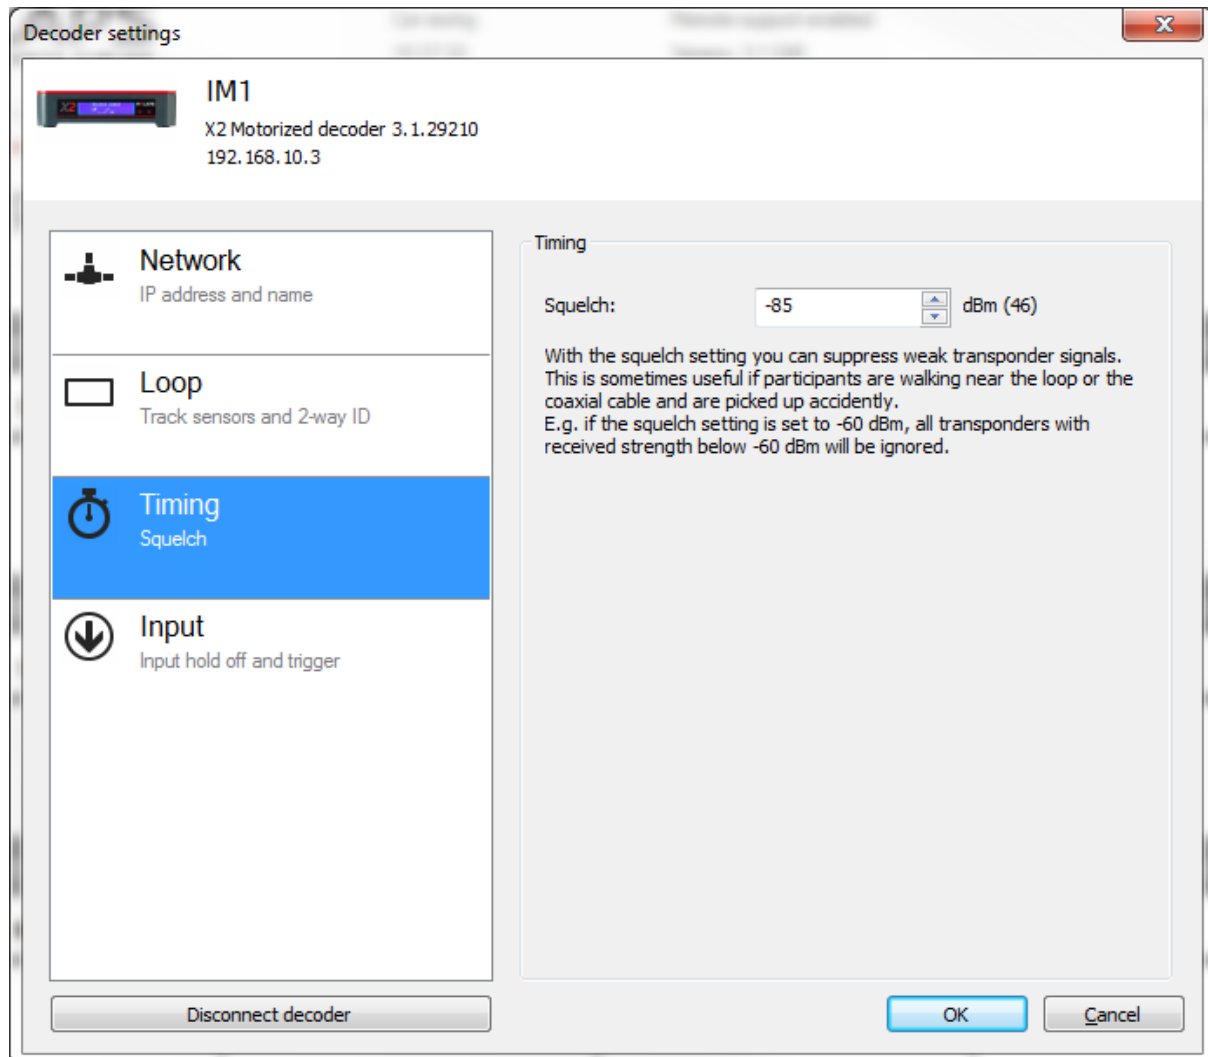 Decoder settings
X2
IM1
X2 Motorized decoder 3.1.29210
192.168.10.3
Network
IP address and name
Loop
Track sensors and 2-way ID
Timing
Squelch
Input
Input hold off and trigger
Disconnect decoder
Timing
Squelch: -85 dBm (46)
With the squelch setting you can suppress weak transponder signals.
This is sometimes useful if participants are walking near the loop or the
coaxial cable and are picked up accidently.
E.g. if the squelch setting is set to -60 dBm, all transponders with
received strength below -60 dBm will be ignored.
OK
Cancel